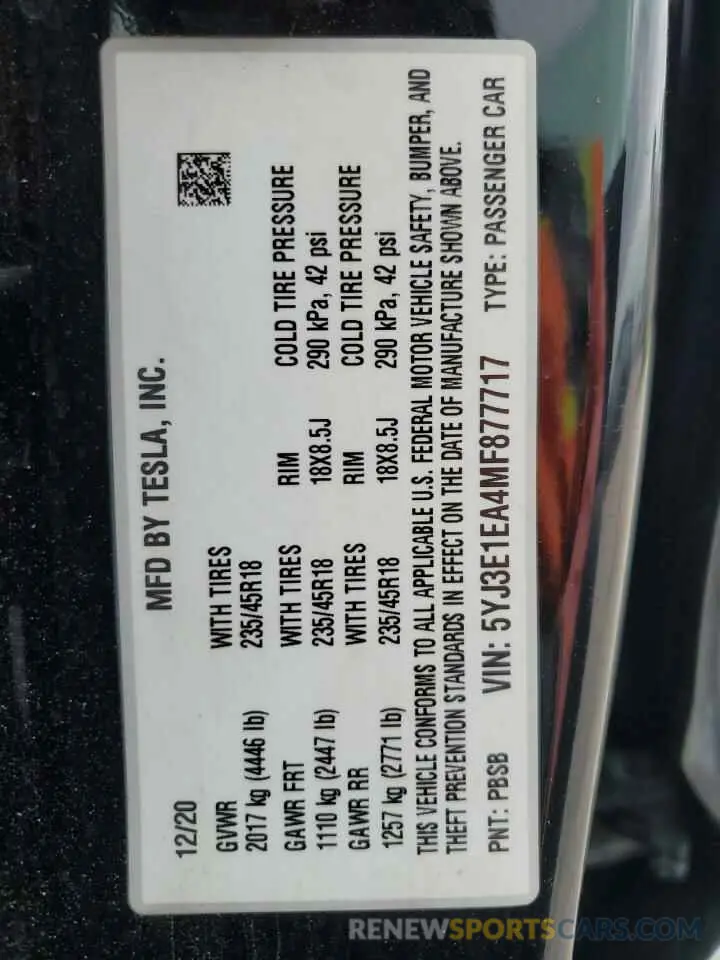 MFD BY TESLA, INC.
12/20
GVWR WITH TIRES
2017 kg (4446 lb) 235/45R18
GAWR FRT WITH TIRES RIM COLD TIRE PRESSURE
1110 kg (2447 lb) 235/45R18 18X8.5J 290 kPa, 42 psi
GAWR RR WITH TIRES RIM COLD TIRE PRESSURE
1257 kg (2771 lb) 235/45R18 18X8.5J 290 kPa, 42 psi
THIS VEHICLE CONFORMS TO ALL APPLICABLE U.S. FEDERAL MOTOR VEHICLE SAFETY, BUMPER, AND
THEFT PREVENTION STANDARDS IN EFFECT ON THE DATE OF MANUFACTURE SHOWN ABOVE.
PNT: PBSB VIN: 5YJ3E1EA4MF877717 TYPE: PASSENGER CAR
RENEWSPORTSCARS.COM